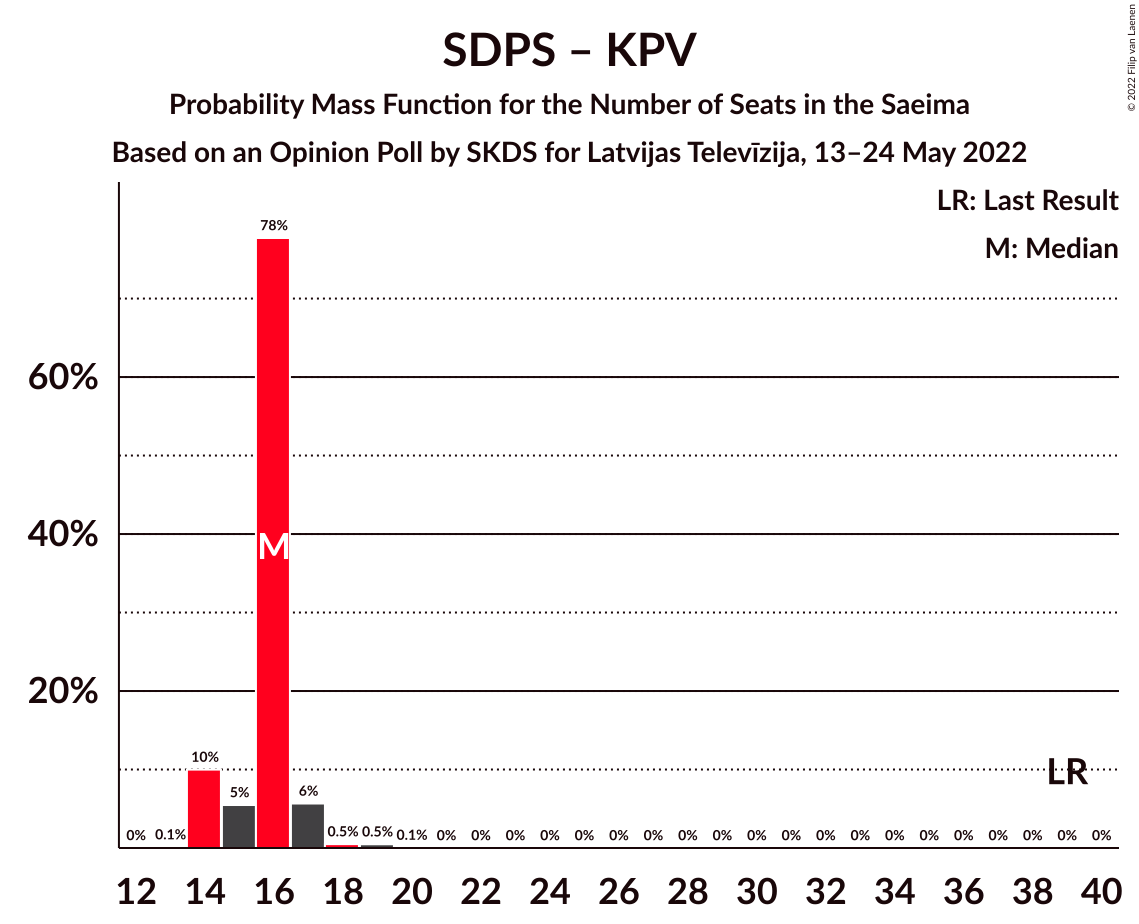 SDPS – KPV
Probability Mass Function for the Number of Seats in the Saeima
Based on an Opinion Poll by SKDS for Latvijas Televīzija, 13–24 May 2022
© 2022 Filip van Laenen
LR: Last Result
M: Median
78%
60%
40%
M
20%
10%
LR
5% 6%
0% 0.1% 0.5% 0.5% 0.1% 0% 0% 0% 0% 0% 0% 0% 0% 0% 0% 0% 0% 0% 0% 0% 0% 0% 0% 0% 0%
12 14 16 18 20 22 24 26 28 30 32 34 36 38 40